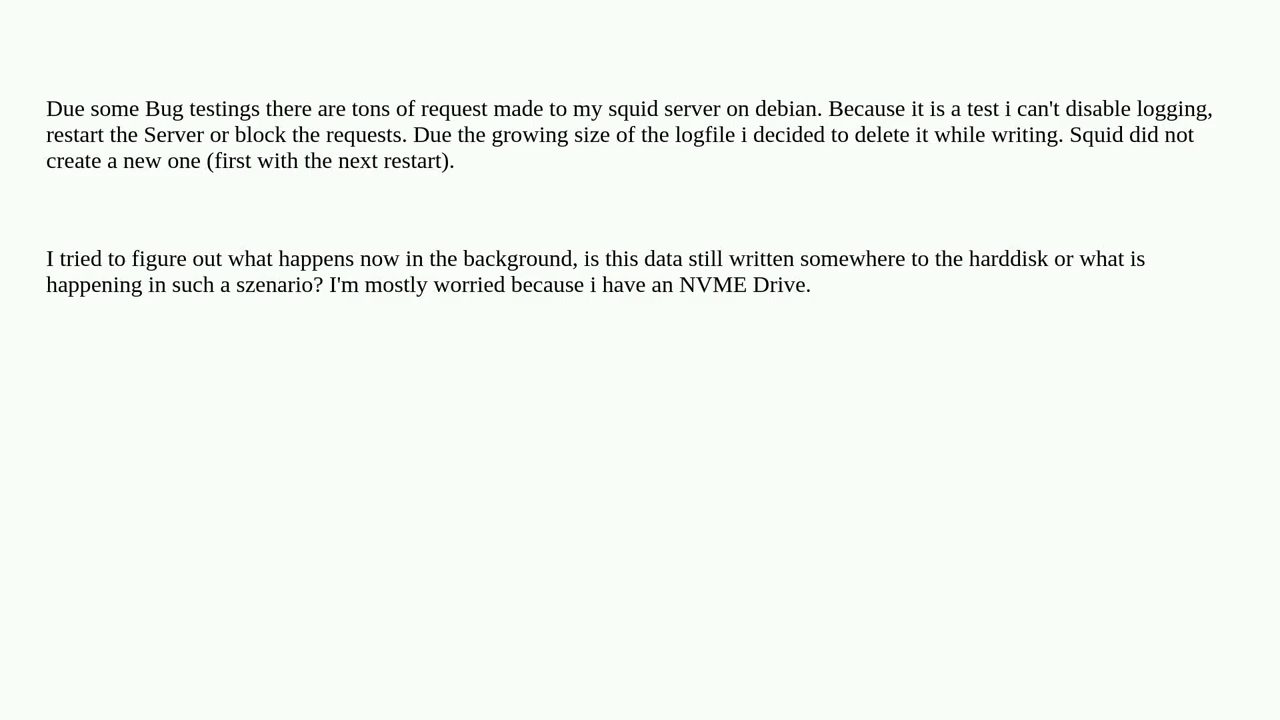 Due some Bug testings there are tons of request made to my squid server on debian. Because it is a test i can't disable logging,
restart the Server or block the requests. Due the growing size of the logfile i decided to delete it while writing. Squid did not
create a new one (first with the next restart).
I tried to figure out what happens now in the background, is this data still written somewhere to the harddisk or what is
happening in such a szenario? I'm mostly worried because i have an NVME Drive.